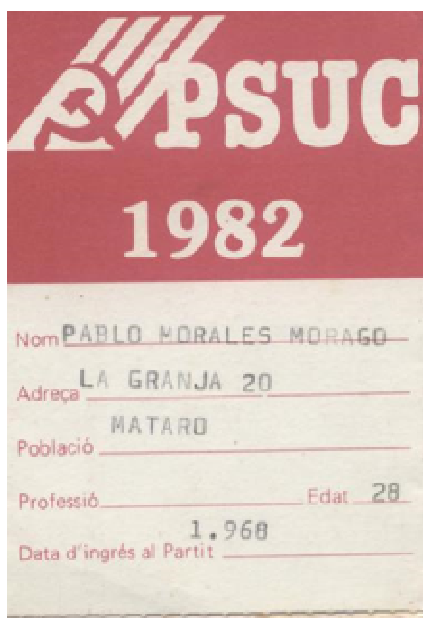 PSUC
1982
Nom PABLO MORALES MORAGO
Adreça LA GRANJA 20
Població MATARO
Professió Edat 28
Data d'ingrés al Partit 1.968